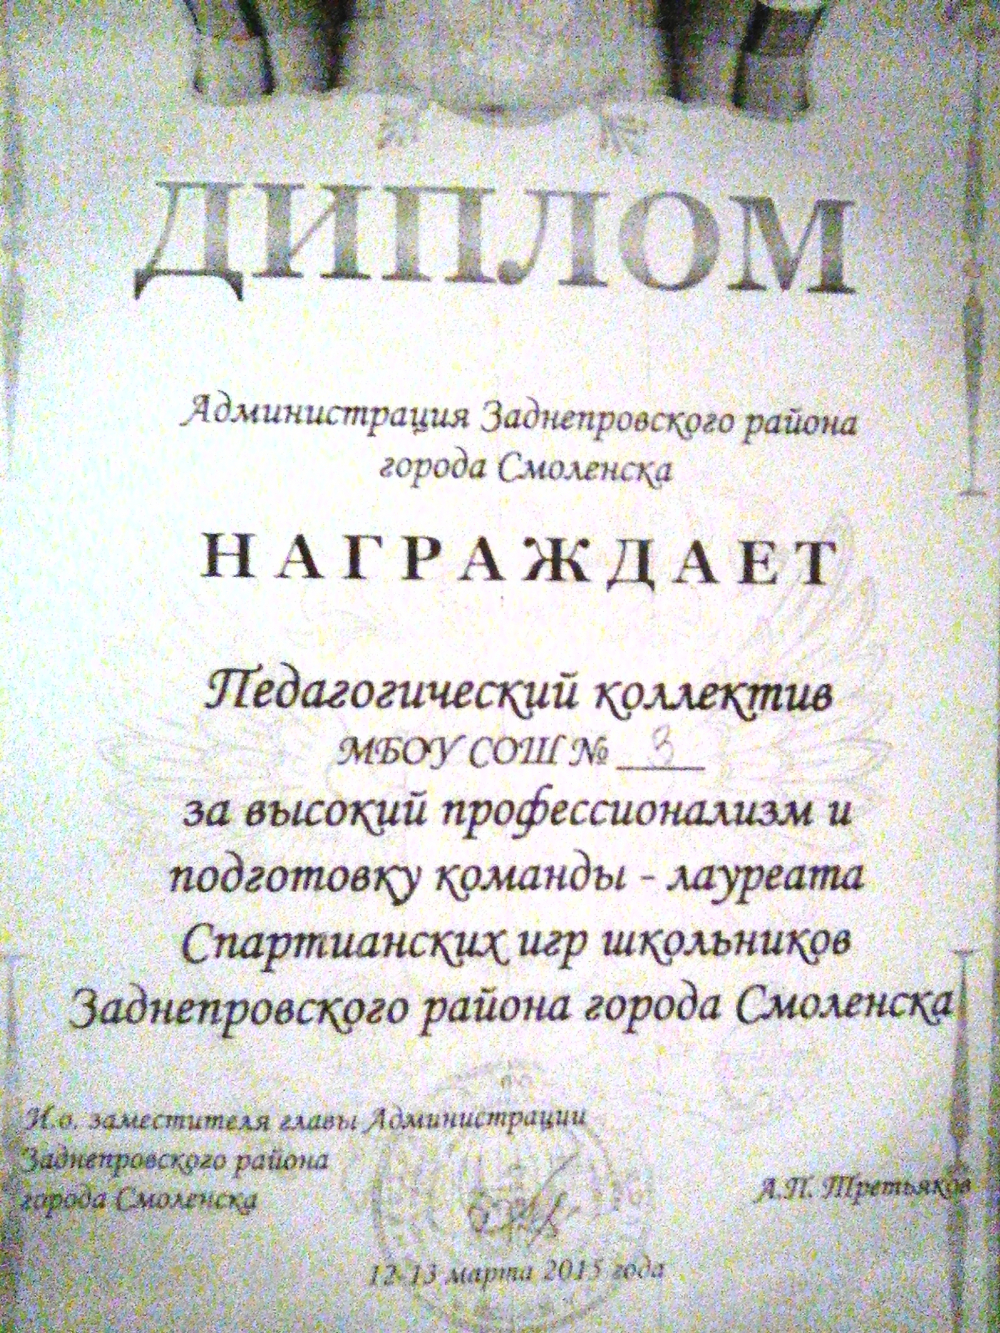 ДИПЛОМ
Администрация Заднепровского района
города Смоленска
НАГРАЖДАЕТ
Педагогический коллектив
МБОУ СОШ № 3
за высокий профессионализм и
подготовку команды - лауреата
Спартианских игр школьников
Заднепровского района города Смоленска
И.о. заместителя главы Администрации
Заднепровского района
города Смоленска
А.П. Третьяков
12-13 марта 2015 года